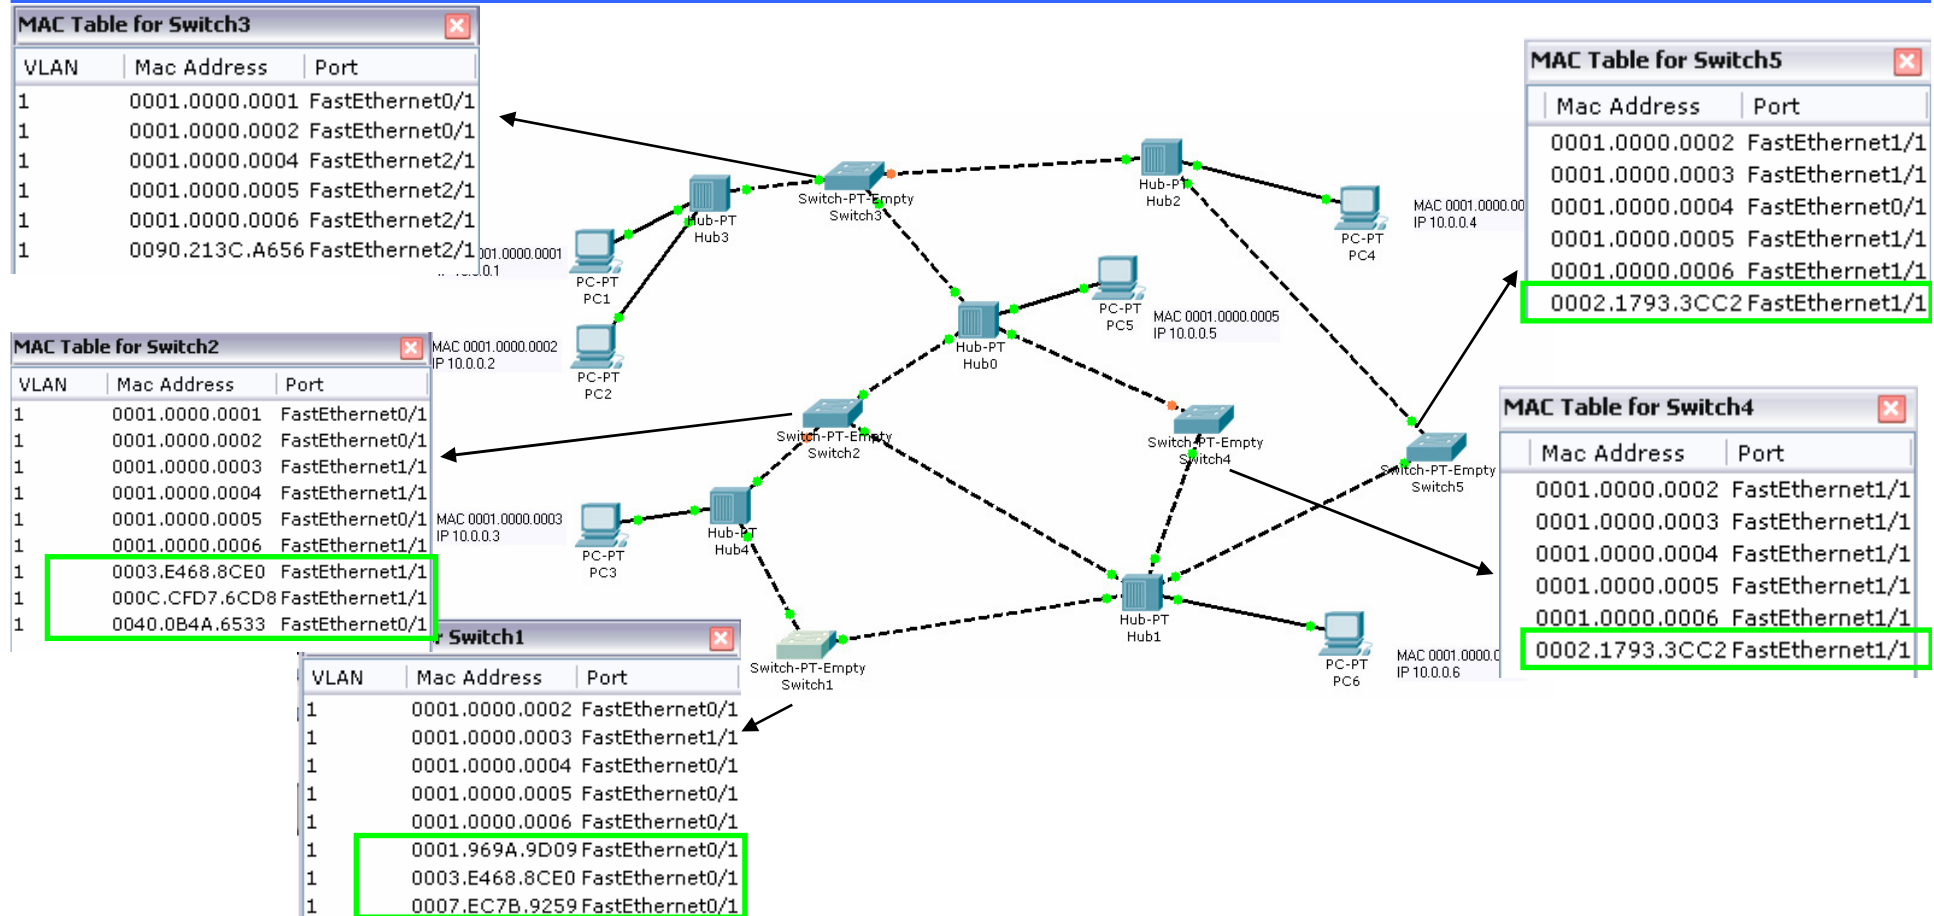 MAC Table for Switch3
VLAN Mac Address Port
1 0001.0000.0001 FastEthernet0/1
1 0001.0000.0002 FastEthernet0/1
1 0001.0000.0004 FastEthernet2/1
1 0001.0000.0005 FastEthernet2/1
1 0001.0000.0006 FastEthernet2/1
1 0090.213C.A656 FastEthernet2/1
MAC Table for Switch5
Mac Address Port
0001.0000.0002 FastEthernet1/1
0001.0000.0003 FastEthernet1/1
0001.0000.0004 FastEthernet0/1
0001.0000.0005 FastEthernet1/1
0001.0000.0006 FastEthernet1/1
0002.1793.3CC2 FastEthernet1/1
Switch-PT-Empty
Switch3
Hub-PT
Hub2
Hub-PT
Hub3
MAC 0001.0000.00
IP 10.0.0.4
PC-PT
PC4
001.0000.0001
PC-PT
PC1
PC-PT
PC5
MAC 0001.0000.0005
IP 10.0.0.5
Hub-PT
Hub0
MAC 0001.0000.0002
IP 10.0.0.2
PC-PT
PC2
MAC Table for Switch2
VLAN Mac Address Port
1 0001.0000.0001 FastEthernet0/1
1 0001.0000.0002 FastEthernet0/1
1 0001.0000.0003 FastEthernet1/1
1 0001.0000.0004 FastEthernet1/1
1 0001.0000.0005 FastEthernet0/1
1 0001.0000.0006 FastEthernet1/1
1 0003.E468.8CE0 FastEthernet1/1
1 000C.CFD7.6CD8 FastEthernet1/1
1 0040.0B4A.6533 FastEthernet0/1
Switch-PT-Empty
Switch2
Switch-PT-Empty
Switch4
Switch-PT-Empty
Switch5
MAC Table for Switch4
Mac Address Port
0001.0000.0002 FastEthernet1/1
0001.0000.0003 FastEthernet1/1
0001.0000.0004 FastEthernet1/1
0001.0000.0005 FastEthernet1/1
0001.0000.0006 FastEthernet1/1
0002.1793.3CC2 FastEthernet1/1
MAC 0001.0000.0003
IP 10.0.0.3
PC-PT
PC3
Hub-PT
Hub4
Hub-PT
Hub1
PC-PT
PC6
MAC 0001.0000.0
IP 10.0.0.6
Switch-PT-Empty
Switch1
r Switch1
VLAN Mac Address Port
1 0001.0000.0002 FastEthernet0/1
1 0001.0000.0003 FastEthernet1/1
1 0001.0000.0004 FastEthernet0/1
1 0001.0000.0005 FastEthernet0/1
1 0001.0000.0006 FastEthernet0/1
1 0001.969A.9D09 FastEthernet0/1
1 0003.E468.8CE0 FastEthernet0/1
1 0007.EC7B.9259 FastEthernet0/1